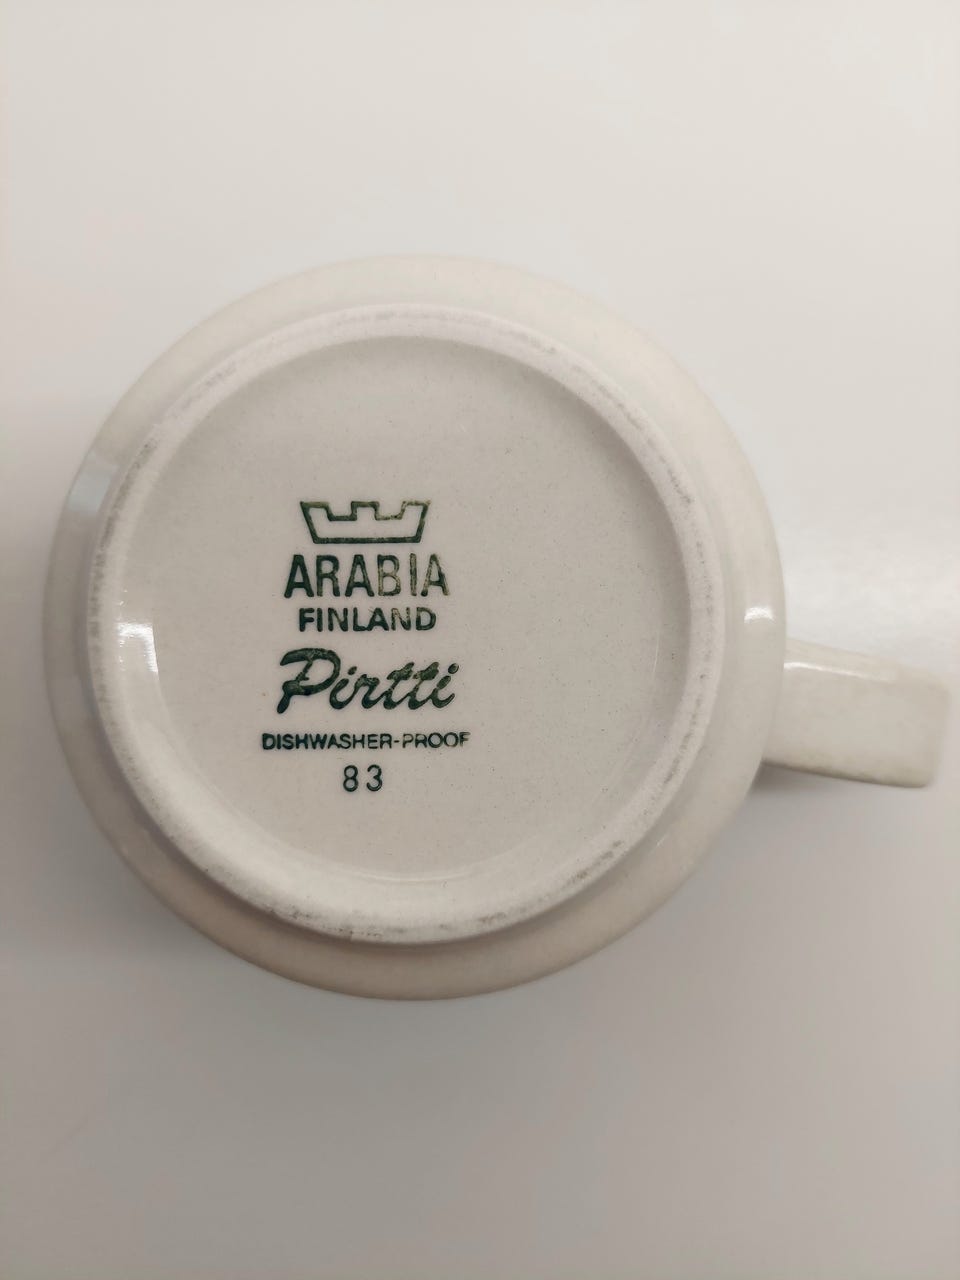 ARABIA
FINLAND
Pirtti
DISHWASHER-PROOF
83